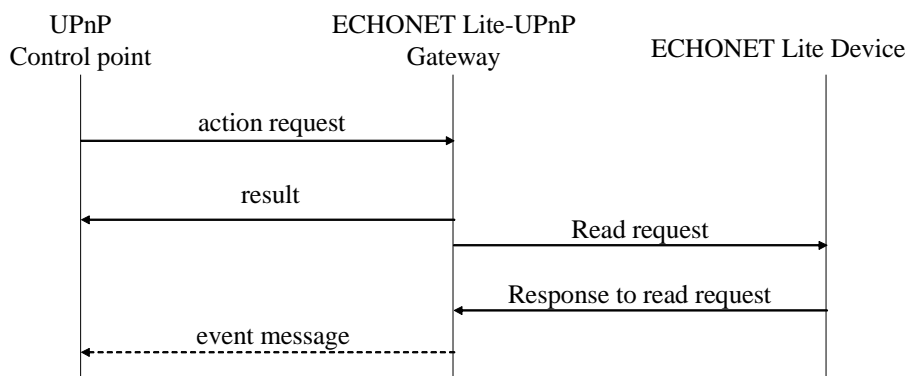 UPnP
Control point
ECHONET Lite-UPnP
Gateway
ECHONET Lite Device
action request
result
Read request
Response to read request
event message